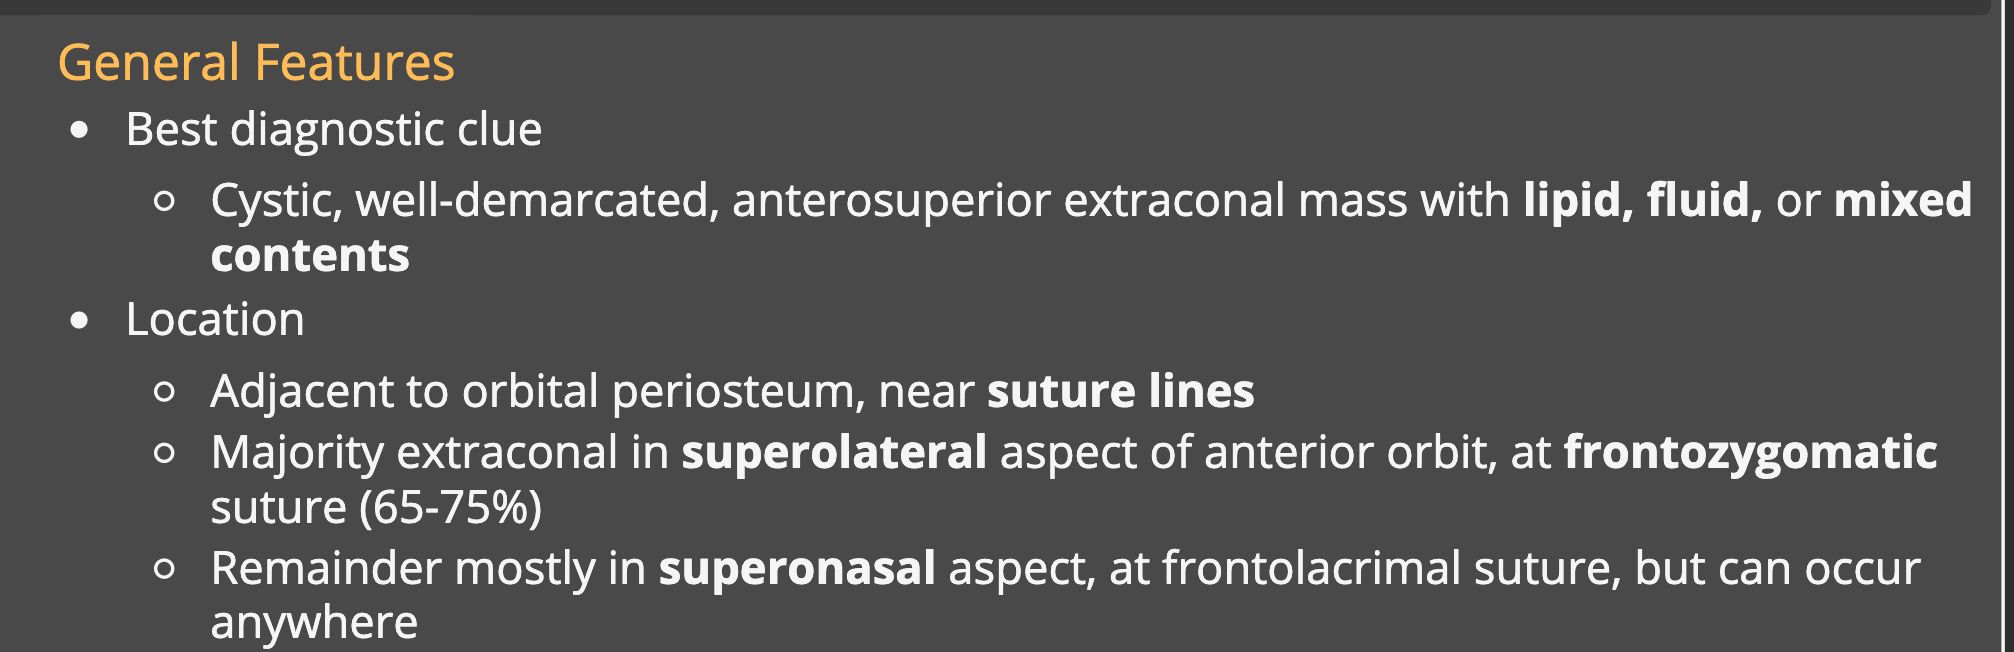 General Features
• Best diagnostic clue
○ Cystic, well-demarcated, anterosuperior extraconal mass with lipid, fluid, or mixed
contents
• Location
○ Adjacent to orbital periosteum, near suture lines
○ Majority extraconal in superolateral aspect of anterior orbit, at frontozygomatic
suture (65-75%)
○ Remainder mostly in superonasal aspect, at frontolacrimal suture, but can occur
anywhere